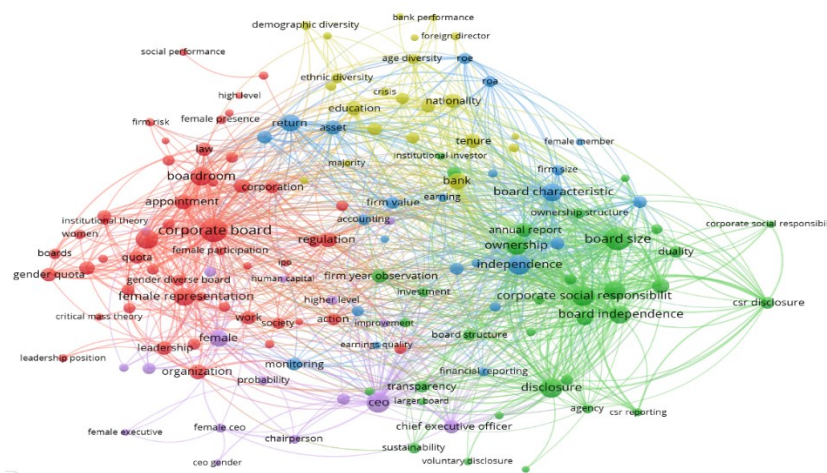 bank performance
demographic diversity
foreign director
social performance
age diversity
roe
ethnic diversity
roa
crisis
high level
nationality
education
firm risk
female presence
return
asset
law
tenure
female member
institutional investor
majority
boardroom
firm size
bank
corporation
board characteristic
earning
appointment
firm value
ownership structure
accounting
institutional theory
corporate board
annual report
corporate social responsibil
women
regulation
board size
boards
female participation
ownership
quota
duality
ipo
independence
gender quota
gender diverse board
human capital
firm year observation
investment
female representation
higher level
corporate social responsibilit
csr disclosure
critical mass theory
work
society
action
improvement
board independence
female
board structure
leadership
earnings quality
leadership position
monitoring
organization
financial reporting
probability
transparency
disclosure
ceo
larger board
agency
csr reporting
female executive
female ceo
chief executive officer
chairperson
sustainability
ceo gender
voluntary disclosure